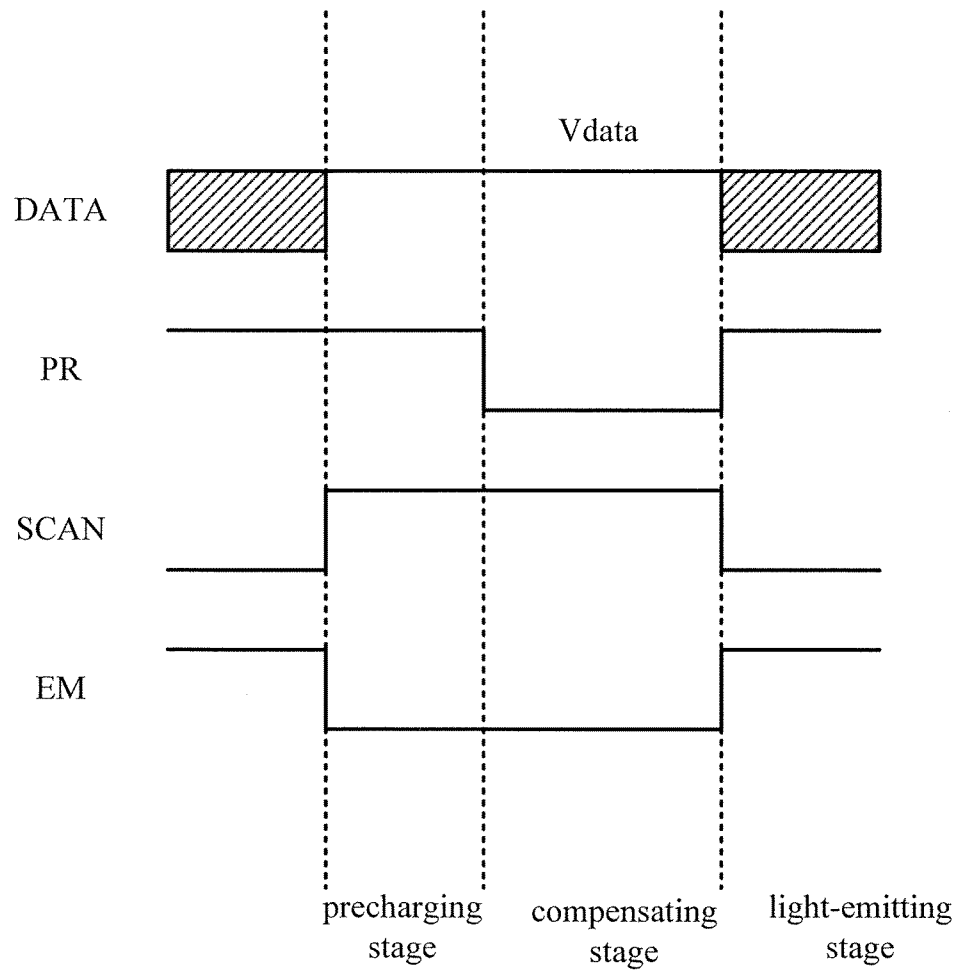 Vdata
DATA
PR
SCAN
EM
precharging
stage
compensating
stage
light-emitting
stage